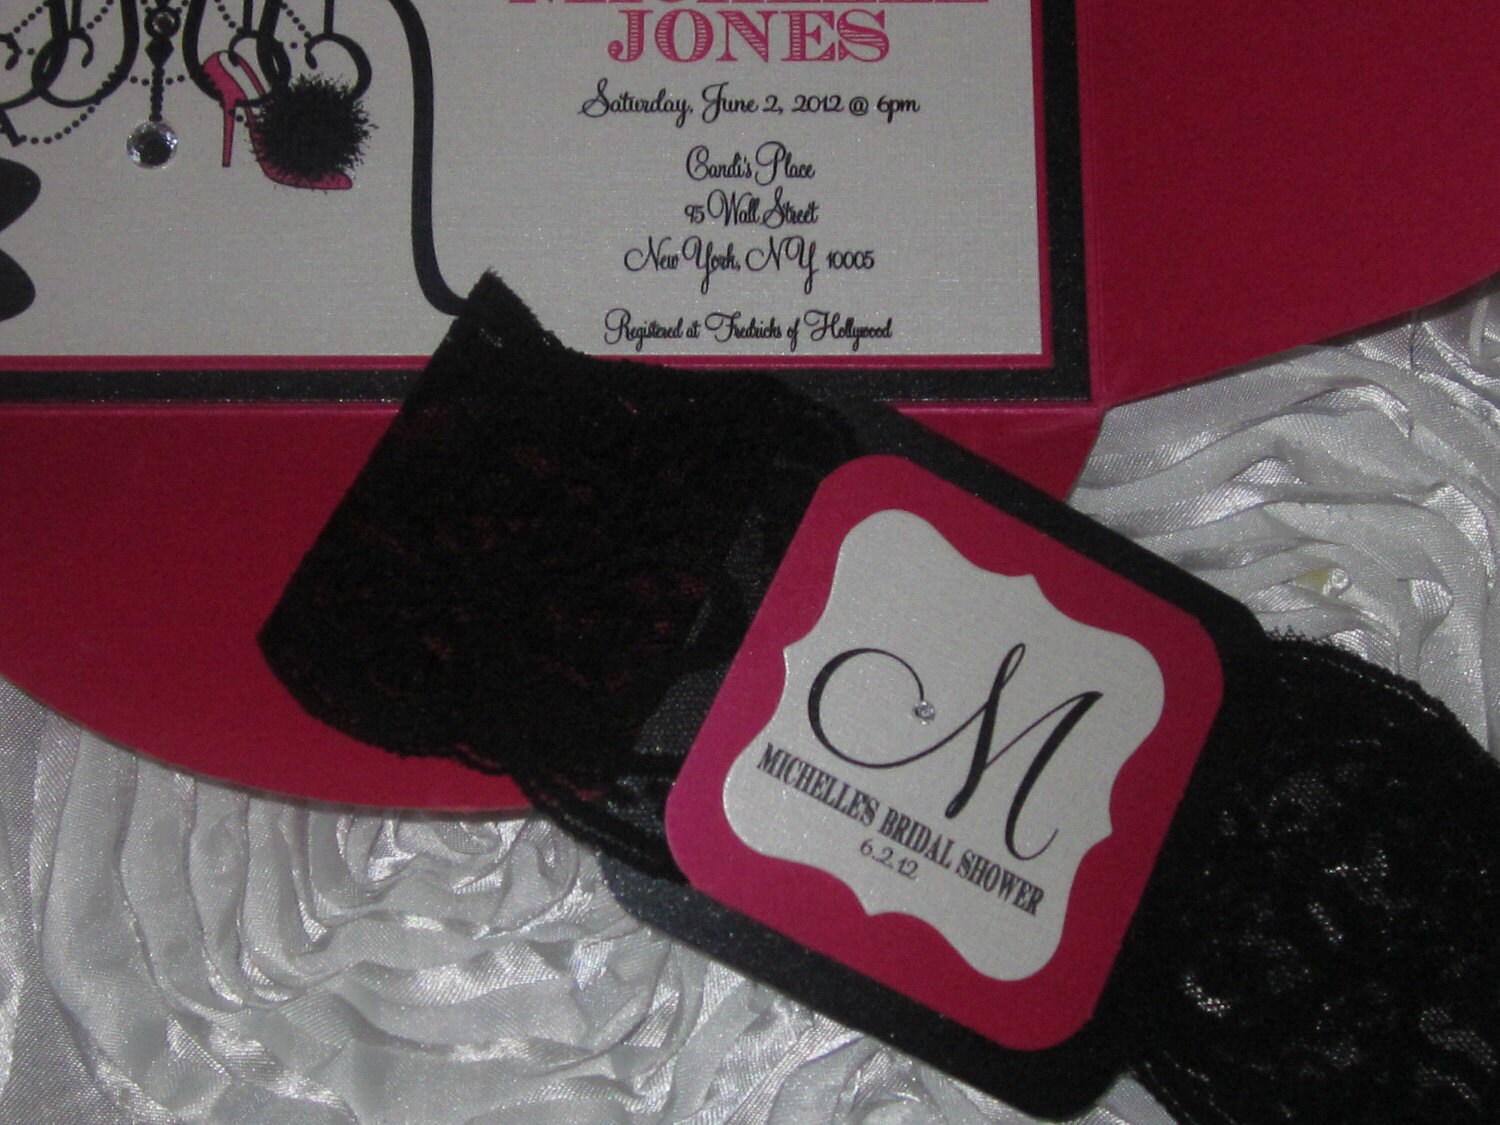 MICHELLE
JONES
Saturday, June 2, 2012 @ 6pm
Candi's Place
95 Wall Street
New York, NY 10005
Registered at Fredricks of Hollywood
M
MICHELLE'S BRIDAL SHOWER
6.2.12